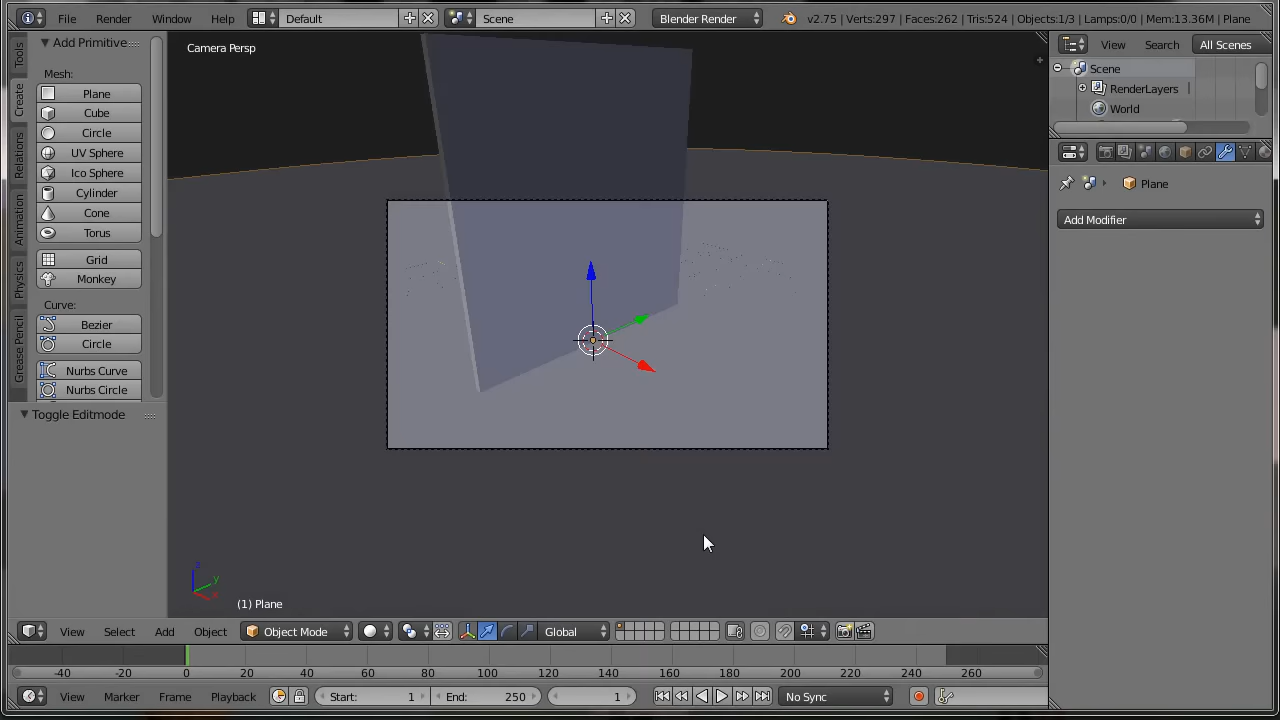 File Render Window Help Default Scene Blender Render v2.75 | Verts:297 | Faces:262 | Tris:524 | Objects:1/3 | Lamps:0/0 | Mem:13.36M | Plane
Tools
Create
Relations
Animation
Physics
Grease Pencil
Add Primitive
Mesh:
Plane
Cube
Circle
UV Sphere
Ico Sphere
Cylinder
Cone
Torus
Grid
Monkey
Curve:
Bezier
Circle
Nurbs Curve
Nurbs Circle
Toggle Editmode
Camera Persp
z
y
x
(1) Plane
View Select Add Object Object Mode Global
-40 -20 0 20 40 60 80 100 120 140 160 180 200 220 240 260
View Marker Frame Playback Start: 1 End: 250 1 No Sync
View Search All Scenes
Scene
RenderLayers
World
Plane
Add Modifier